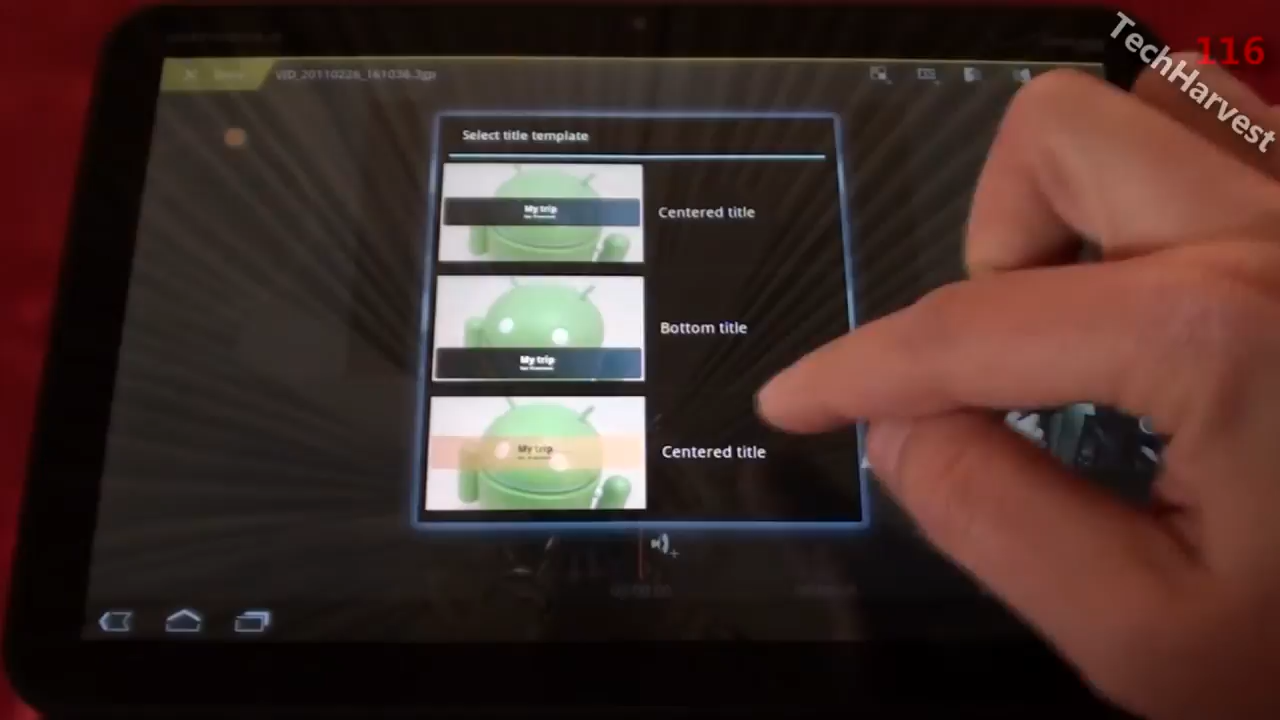 116
TechHarvest
VID_20110226_161036.3gp
Select title template
My trip
Centered title
My trip
Bottom title
My trip
Centered title